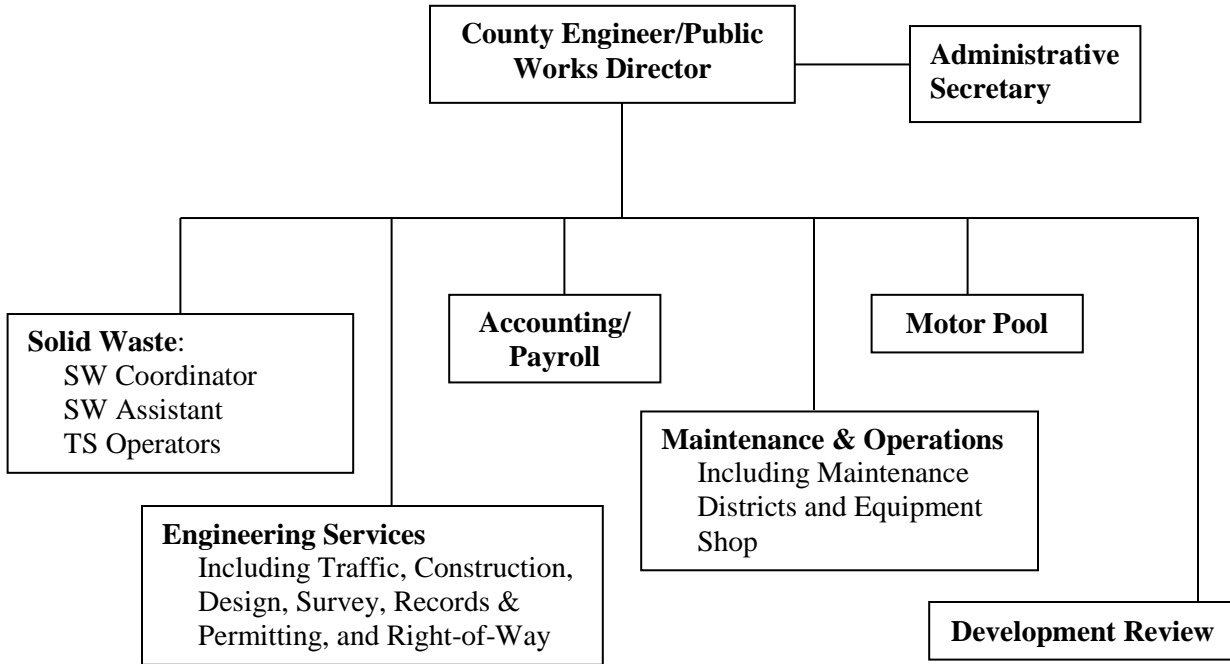 County Engineer/Public
Works Director
Administrative
Secretary
Solid Waste:
SW Coordinator
SW Assistant
TS Operators
Engineering Services
Including Traffic, Construction,
Design, Survey, Records &
Permitting, and Right-of-Way
Accounting/
Payroll
Maintenance & Operations
Including Maintenance
Districts and Equipment
Shop
Motor Pool
Development Review